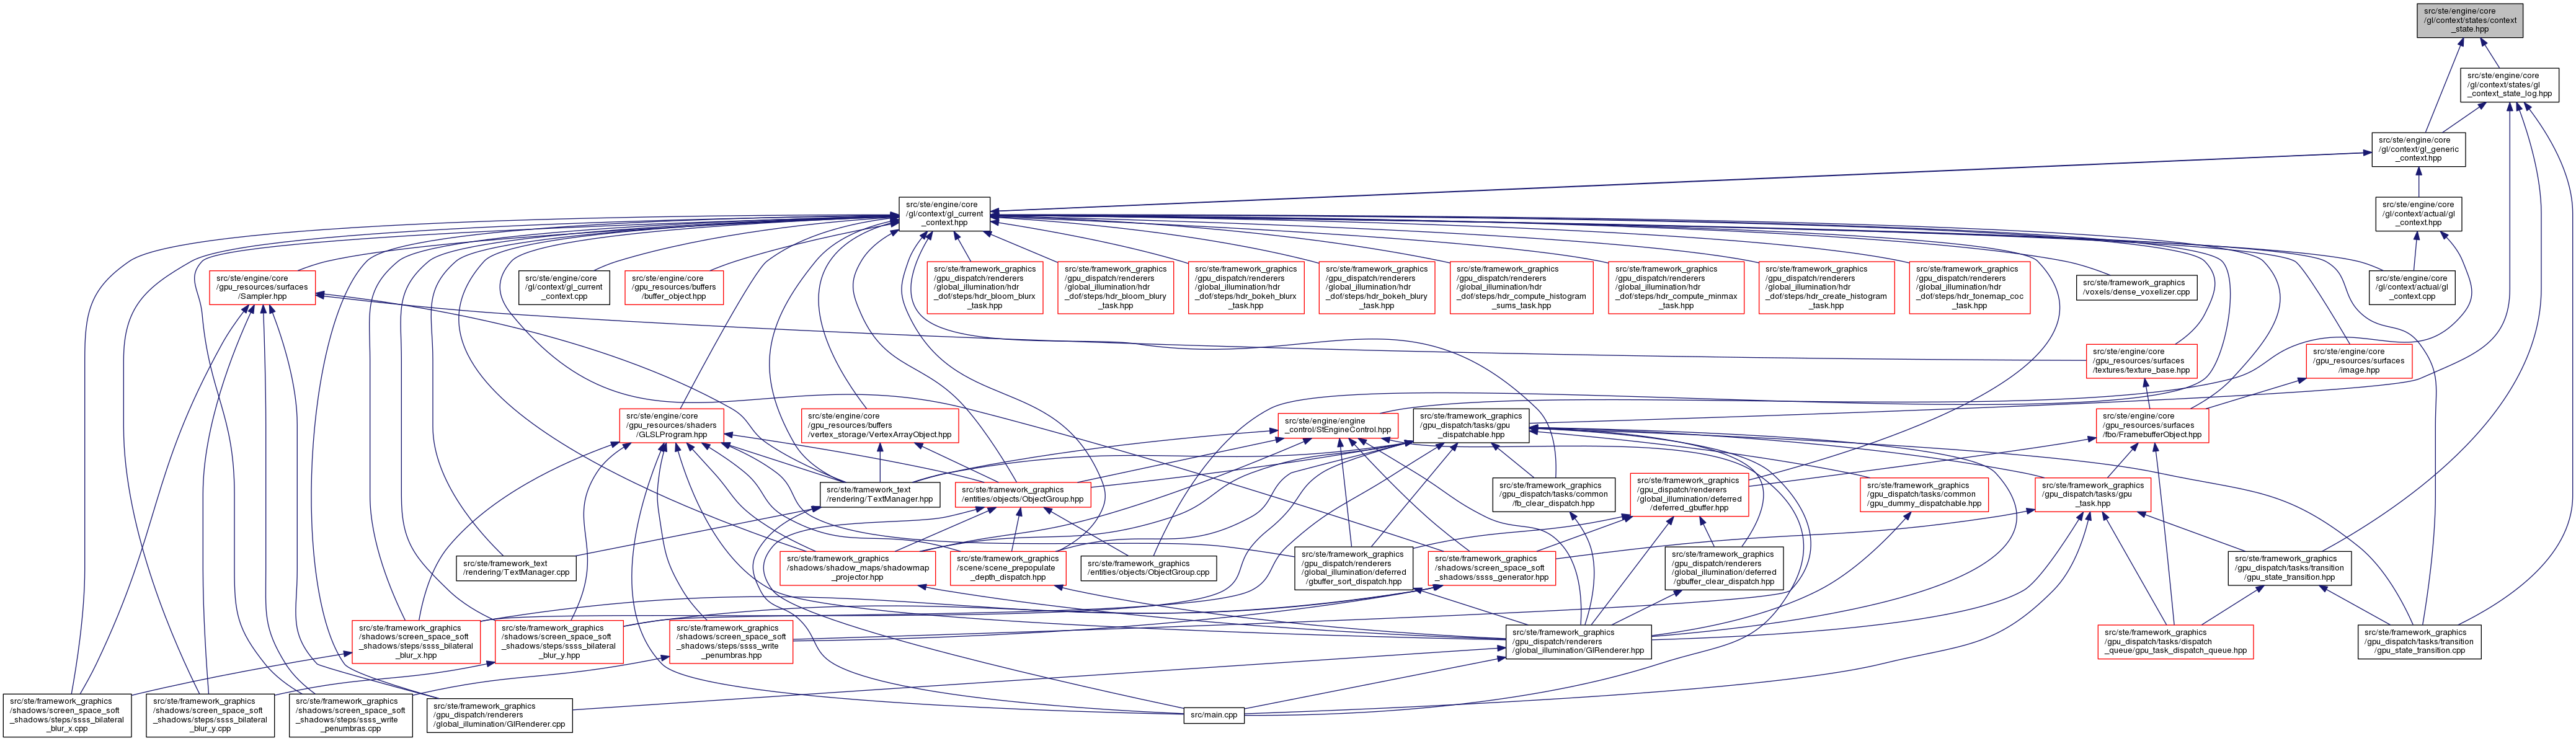 src/ste/engine/core
/gl/context/states/context
_state.hpp
src/ste/engine/core
/gl/context/states/gl
_context_state_log.hpp
src/ste/engine/core
/gl/context/gl_generic
_context.hpp
src/ste/engine/core
/gl/context/gl_current
_context.hpp
src/ste/engine/core
/gl/context/actual/gl
_context.hpp
src/ste/engine/core
/gpu_resources/surfaces
/Sampler.hpp
src/ste/engine/core
/gl/context/gl_current
_context.cpp
src/ste/engine/core
/gpu_resources/buffers
/buffer_object.hpp
src/ste/framework_graphics
/gpu_dispatch/renderers
/global_illumination/hdr
_dof/steps/hdr_bloom_blurx
_task.hpp
src/ste/framework_graphics
/gpu_dispatch/renderers
/global_illumination/hdr
_dof/steps/hdr_bloom_blury
_task.hpp
src/ste/framework_graphics
/gpu_dispatch/renderers
/global_illumination/hdr
_dof/steps/hdr_bokeh_blurx
_task.hpp
src/ste/framework_graphics
/gpu_dispatch/renderers
/global_illumination/hdr
_dof/steps/hdr_bokeh_blury
_task.hpp
src/ste/framework_graphics
/gpu_dispatch/renderers
/global_illumination/hdr
_dof/steps/hdr_compute_histogram
_sums_task.hpp
src/ste/framework_graphics
/gpu_dispatch/renderers
/global_illumination/hdr
_dof/steps/hdr_compute_minmax
_task.hpp
src/ste/framework_graphics
/gpu_dispatch/renderers
/global_illumination/hdr
_dof/steps/hdr_create_histogram
_task.hpp
src/ste/framework_graphics
/gpu_dispatch/renderers
/global_illumination/hdr
_dof/steps/hdr_tonemap_coc
_task.hpp
src/ste/framework_graphics
/voxels/dense_voxelizer.cpp
src/ste/engine/core
/gl/context/actual/gl
_context.cpp
src/ste/engine/core
/gpu_resources/surfaces
/textures/texture_base.hpp
src/ste/engine/core
/gpu_resources/surfaces
/image.hpp
src/ste/engine/core
/gpu_resources/shaders
/GLSLProgram.hpp
src/ste/engine/core
/gpu_resources/buffers
/vertex_storage/VertexArrayObject.hpp
src/ste/engine/engine
_control/StEngineControl.hpp
src/ste/framework_graphics
/gpu_dispatch/tasks/gpu
_dispatchable.hpp
src/ste/engine/core
/gpu_resources/surfaces
/fbo/FramebufferObject.hpp
src/ste/framework_text
/rendering/TextManager.hpp
src/ste/framework_graphics
/entities/objects/ObjectGroup.hpp
src/ste/framework_graphics
/gpu_dispatch/tasks/common
/fb_clear_dispatch.hpp
src/ste/framework_graphics
/gpu_dispatch/renderers
/global_illumination/deferred
/deferred_gbuffer.hpp
src/ste/framework_graphics
/gpu_dispatch/tasks/common
/gpu_dummy_dispatchable.hpp
src/ste/framework_graphics
/gpu_dispatch/tasks/gpu
_task.hpp
src/ste/framework_text
/rendering/TextManager.cpp
src/ste/framework_graphics
/shadows/shadow_maps/shadowmap
_projector.hpp
src/ste/framework_graphics
/scene/scene_prepopulate
_depth_dispatch.hpp
src/ste/framework_graphics
/entities/objects/ObjectGroup.cpp
src/ste/framework_graphics
/gpu_dispatch/renderers
/global_illumination/deferred
/gbuffer_sort_dispatch.hpp
src/ste/framework_graphics
/shadows/screen_space_soft
_shadows/ssss_generator.hpp
src/ste/framework_graphics
/gpu_dispatch/renderers
/global_illumination/deferred
/gbuffer_clear_dispatch.hpp
src/ste/framework_graphics
/gpu_dispatch/tasks/transition
/gpu_state_transition.hpp
src/ste/framework_graphics
/shadows/screen_space_soft
_shadows/steps/ssss_bilateral
_blur_x.hpp
src/ste/framework_graphics
/shadows/screen_space_soft
_shadows/steps/ssss_bilateral
_blur_y.hpp
src/ste/framework_graphics
/shadows/screen_space_soft
_shadows/steps/ssss_write
_penumbras.hpp
src/ste/framework_graphics
/gpu_dispatch/renderers
/global_illumination/GIRenderer.hpp
src/ste/framework_graphics
/gpu_dispatch/tasks/dispatch
_queue/gpu_task_dispatch_queue.hpp
src/ste/framework_graphics
/gpu_dispatch/tasks/transition
/gpu_state_transition.cpp
src/ste/framework_graphics
/shadows/screen_space_soft
_shadows/steps/ssss_bilateral
_blur_x.cpp
src/ste/framework_graphics
/shadows/screen_space_soft
_shadows/steps/ssss_bilateral
_blur_y.cpp
src/ste/framework_graphics
/shadows/screen_space_soft
_shadows/steps/ssss_write
_penumbras.cpp
src/ste/framework_graphics
/gpu_dispatch/renderers
/global_illumination/GIRenderer.cpp
src/main.cpp